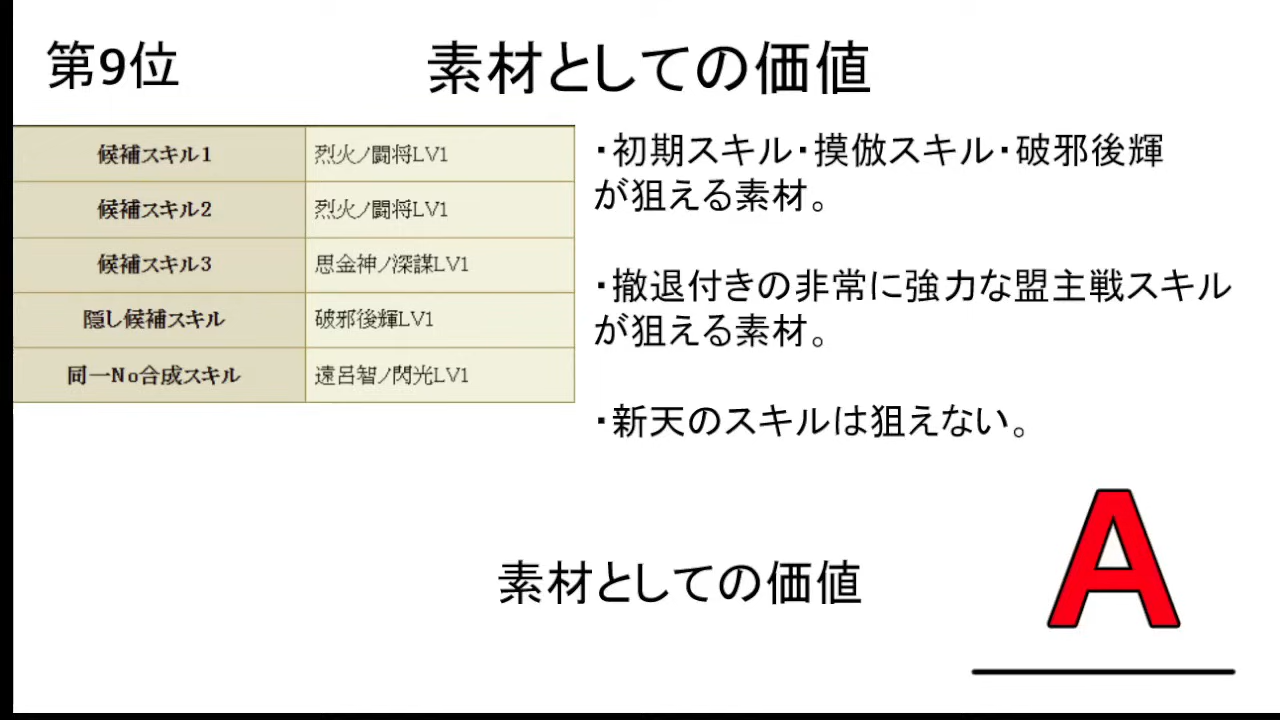 第9位
素材としての価値
候補スキル1 烈火ノ闘将LV1
候補スキル2 烈火ノ闘将LV1
候補スキル3 思金神ノ深謀LV1
隠し候補スキル 破邪後輝LV1
同一No合成スキル 遠呂智ノ閃光LV1
・初期スキル・摸倣スキル・破邪後輝
が狙える素材。
・撤退付きの非常に強力な盟主戦スキル
が狙える素材。
・新天のスキルは狙えない。
素材としての価値
A